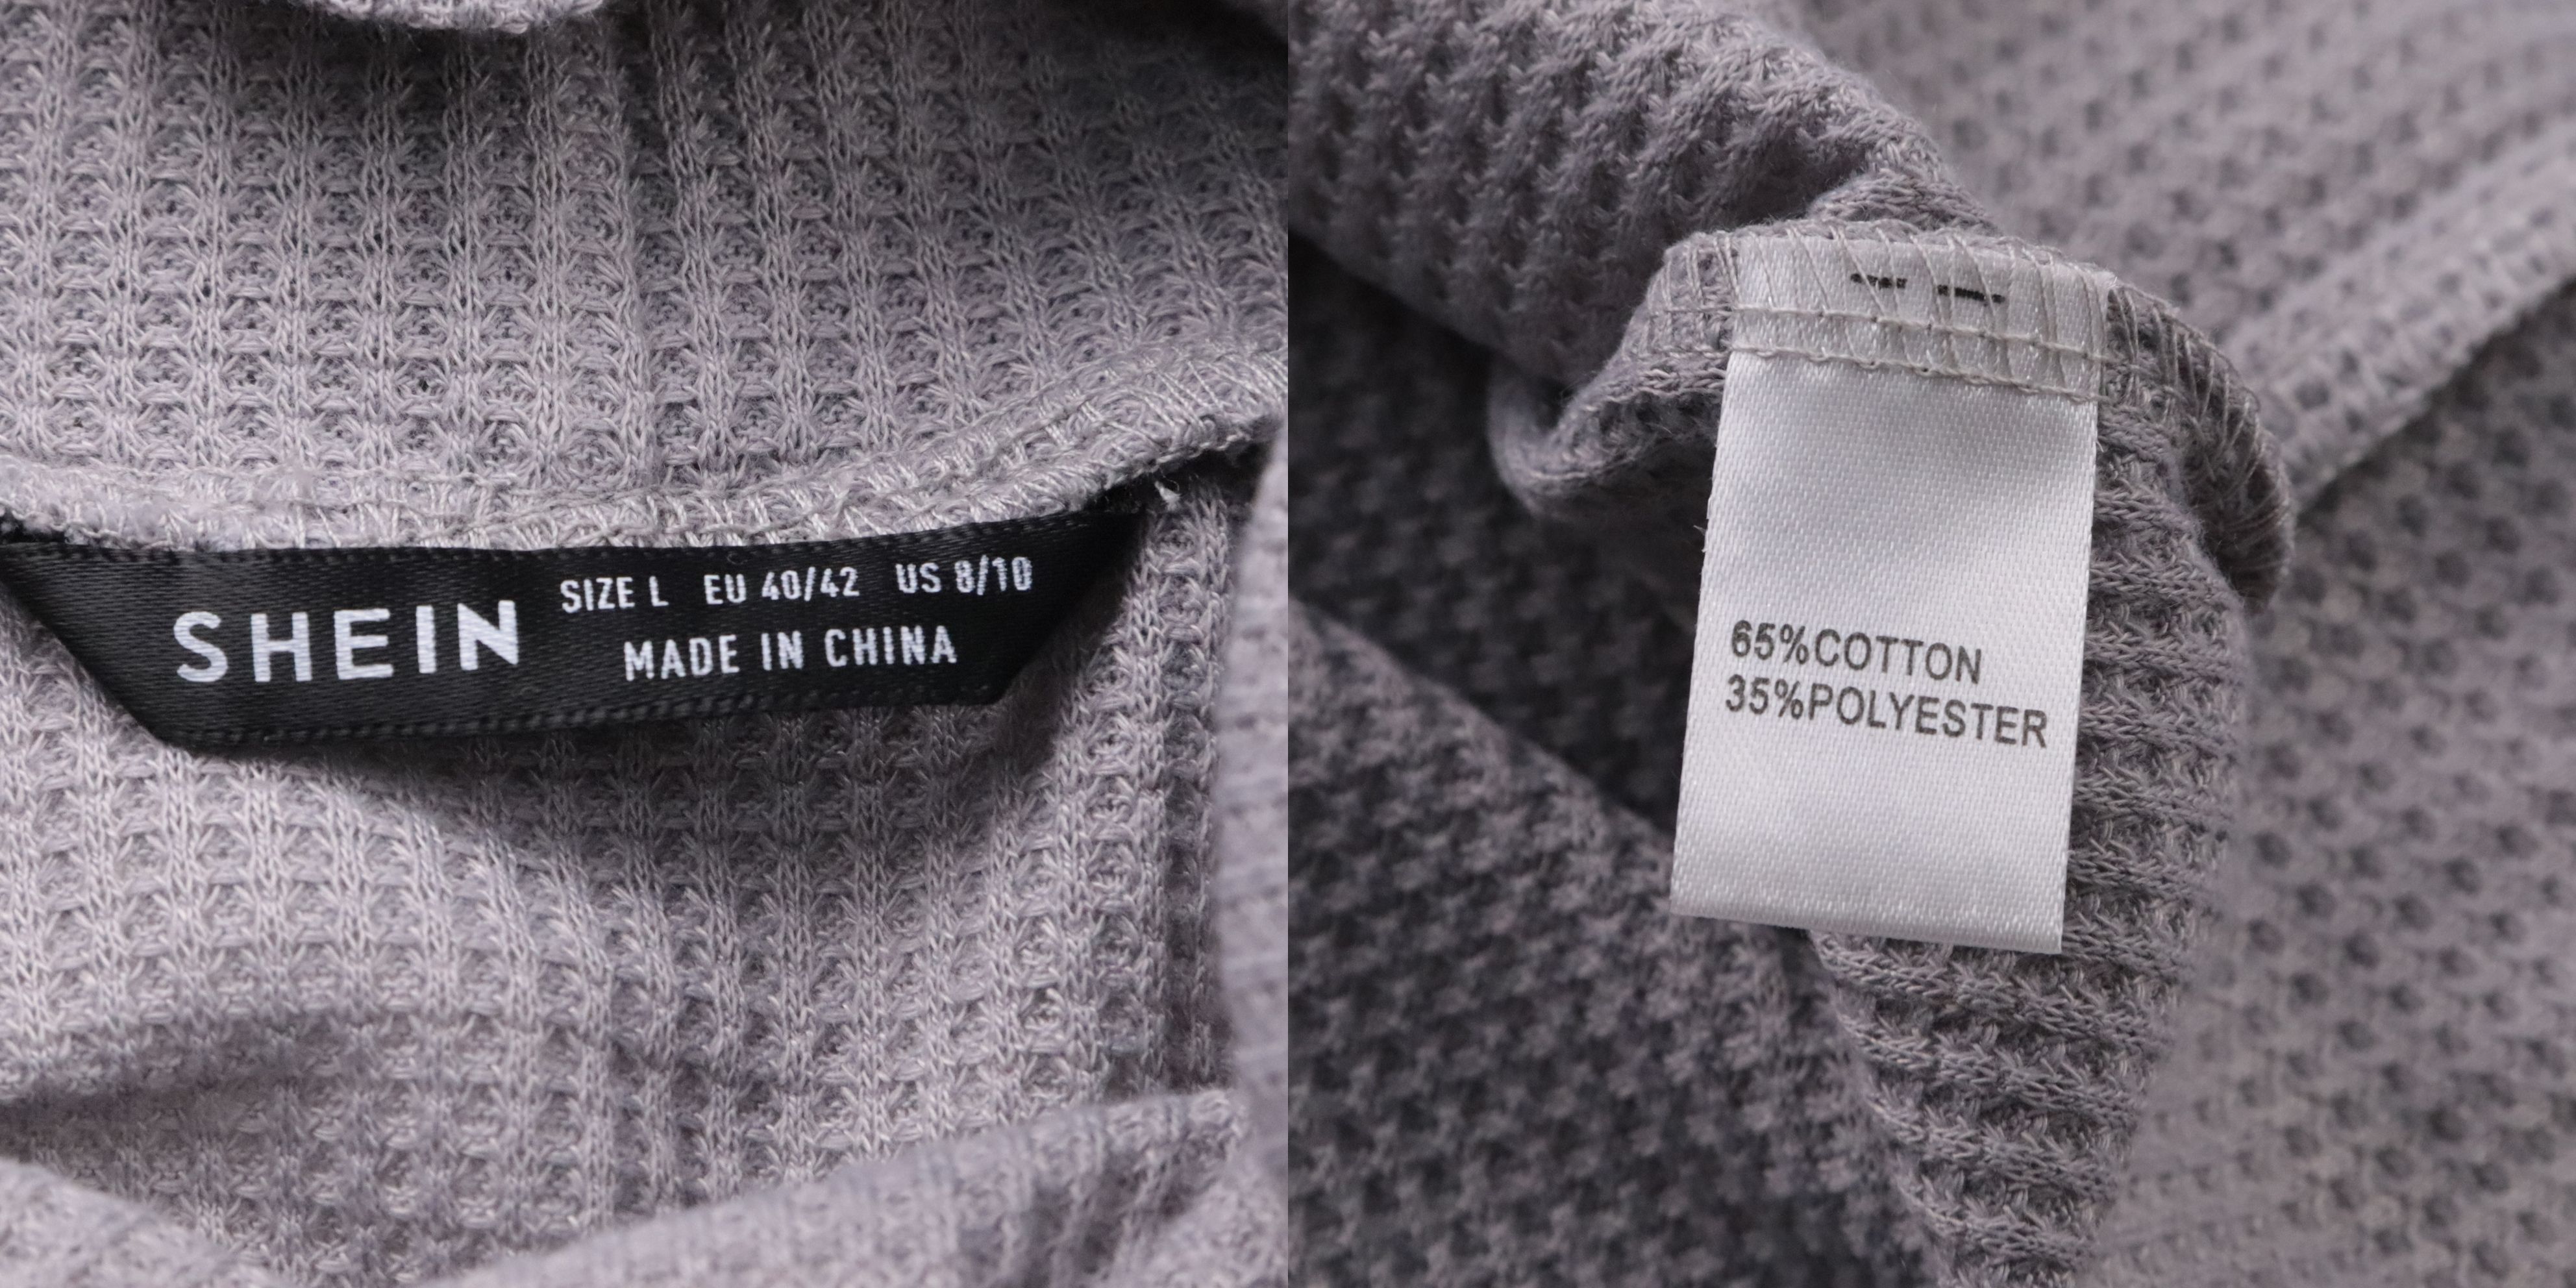 SHEIN
SIZE L EU 40/42 US 8/10
MADE IN CHINA
65%COTTON
35%POLYESTER